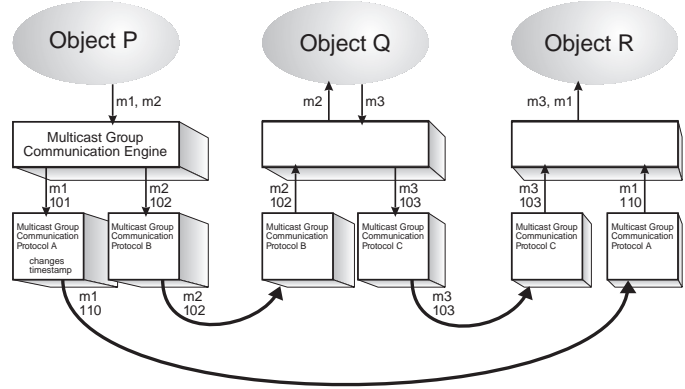 Object P
Object Q
Object R
m1, m2
m2
m3
m3, m1
Multicast Group
Communication Engine
m1
101
m2
102
m2
102
m3
103
m3
103
m1
110
Multicast Group
Communication
Protocol A
changes
timestamp
Multicast Group
Communication
Protocol B
Multicast Group
Communication
Protocol B
Multicast Group
Communication
Protocol C
Multicast Group
Communication
Protocol C
Multicast Group
Communication
Protocol A
m1
110
m2
102
m3
103